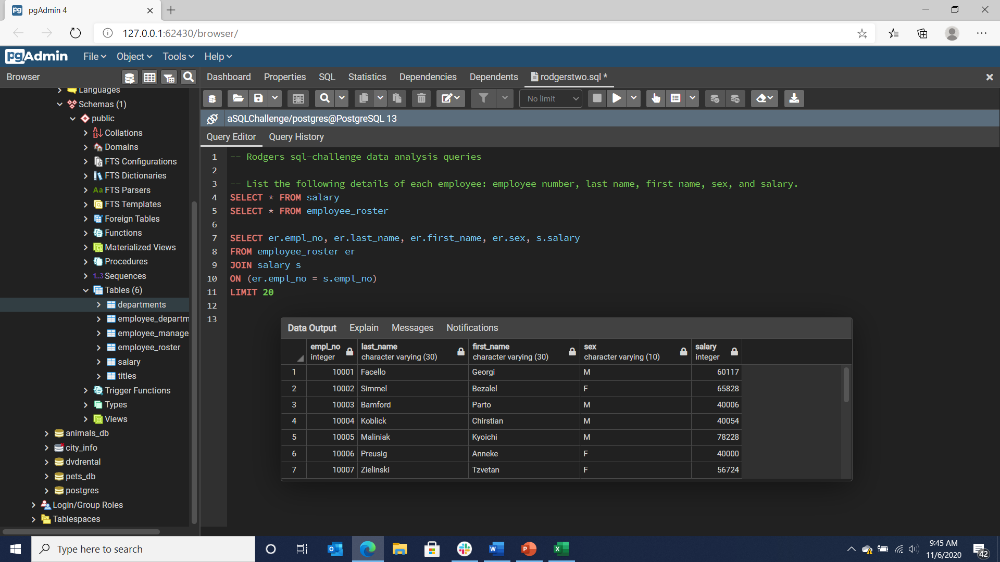 pgAdmin 4
127.0.0.1:62430/browser/
pgAdmin File Object Tools Help
Browser
Dashboard Properties SQL Statistics Dependencies Dependents rodgerstwo.sql *
Languages
Schemas (1)
public
Collations
Domains
FTS Configurations
FTS Dictionaries
Aa FTS Parsers
FTS Templates
Foreign Tables
Functions
Materialized Views
Procedures
1..3 Sequences
Tables (6)
departments
employee_departm
employee_manage
employee_roster
salary
titles
Trigger Functions
Types
Views
animals_db
city_info
dvdrental
pets_db
postgres
Login/Group Roles
Tablespaces
No limit
aSQLChallenge/postgres@PostgreSQL 13
Query Editor Query History
1 -- Rodgers sql-challenge data analysis queries
2
3 -- List the following details of each employee: employee number, last name, first name, sex, and salary.
4 SELECT * FROM salary
5 SELECT * FROM employee_roster
6
7 SELECT er.empl_no, er.last_name, er.first_name, er.sex, s.salary
8 FROM employee_roster er
9 JOIN salary s
10 ON (er.empl_no = s.empl_no)
11 LIMIT 20
12
13
Data Output Explain Messages Notifications
empl_no last_name first_name sex salary
integer character varying (30) character varying (30) character varying (10) integer
1 10001 Facello Georgi M 60117
2 10002 Simmel Bezalel F 65828
3 10003 Bamford Parto M 40006
4 10004 Koblick Chirstian M 40054
5 10005 Maliniak Kyoichi M 78228
6 10006 Preusig Anneke F 40000
7 10007 Zielinski Tzvetan F 56724
Type here to search
9:45 AM
11/6/2020
42